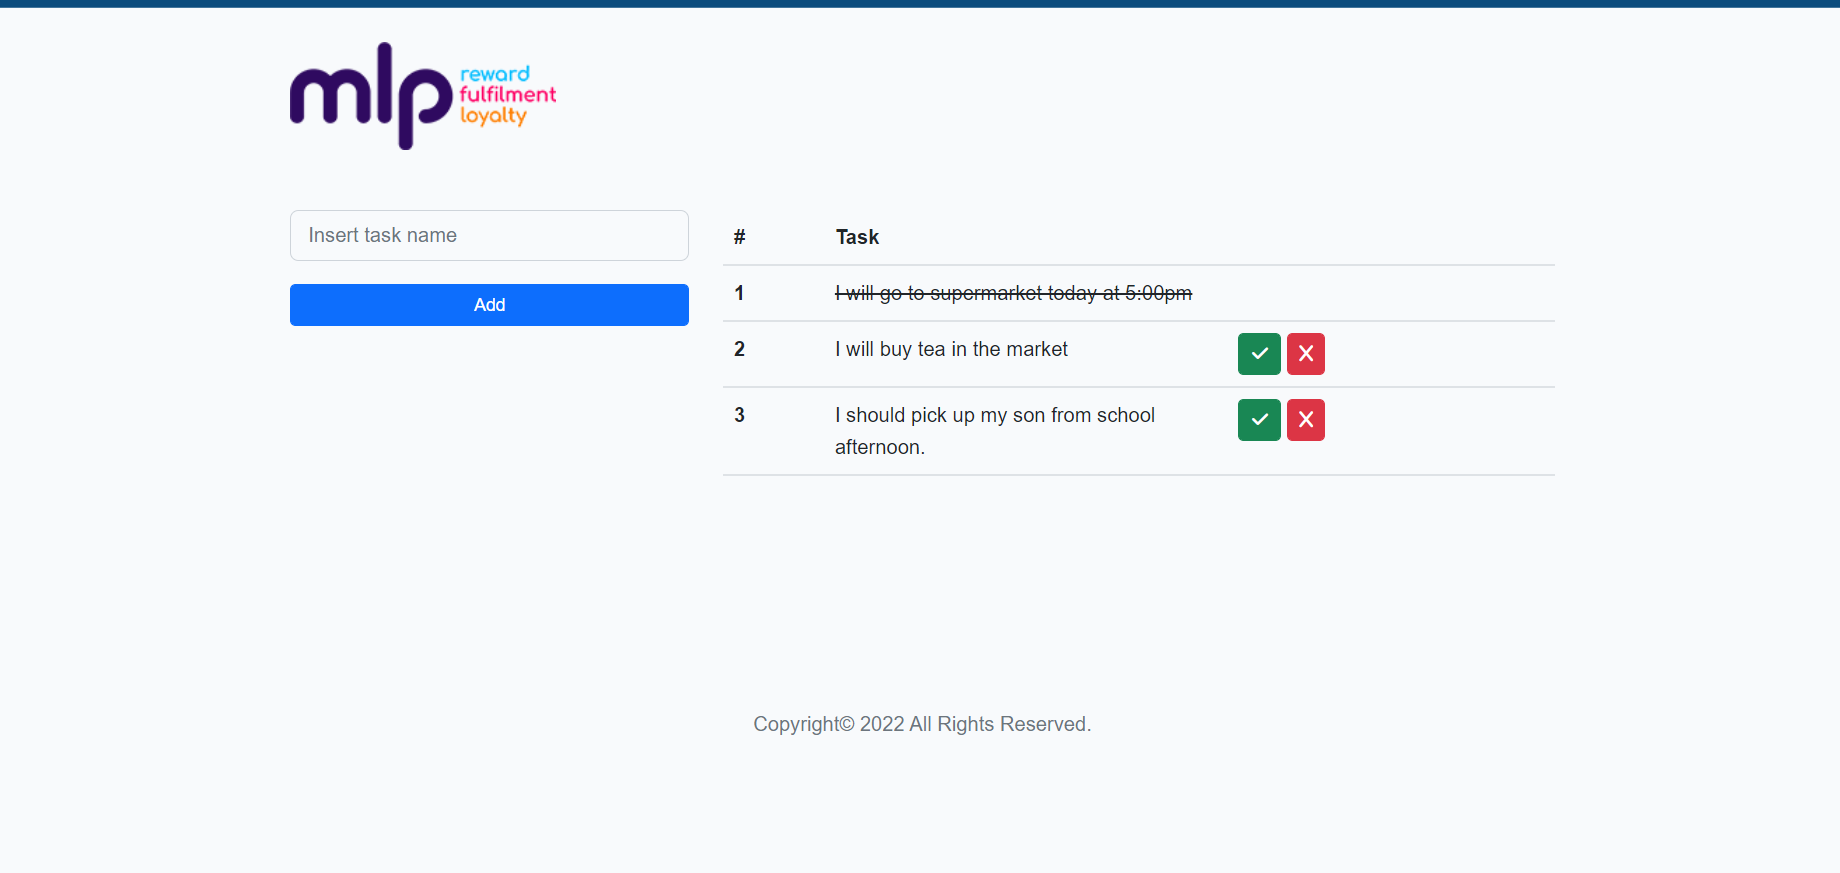 mlp
reward
fulfilment
loyalty
Insert task name
Add
# Task
1 I will go to supermarket today at 5:00pm
2 I will buy tea in the market
3 I should pick up my son from school
afternoon.
Copyright© 2022 All Rights Reserved.